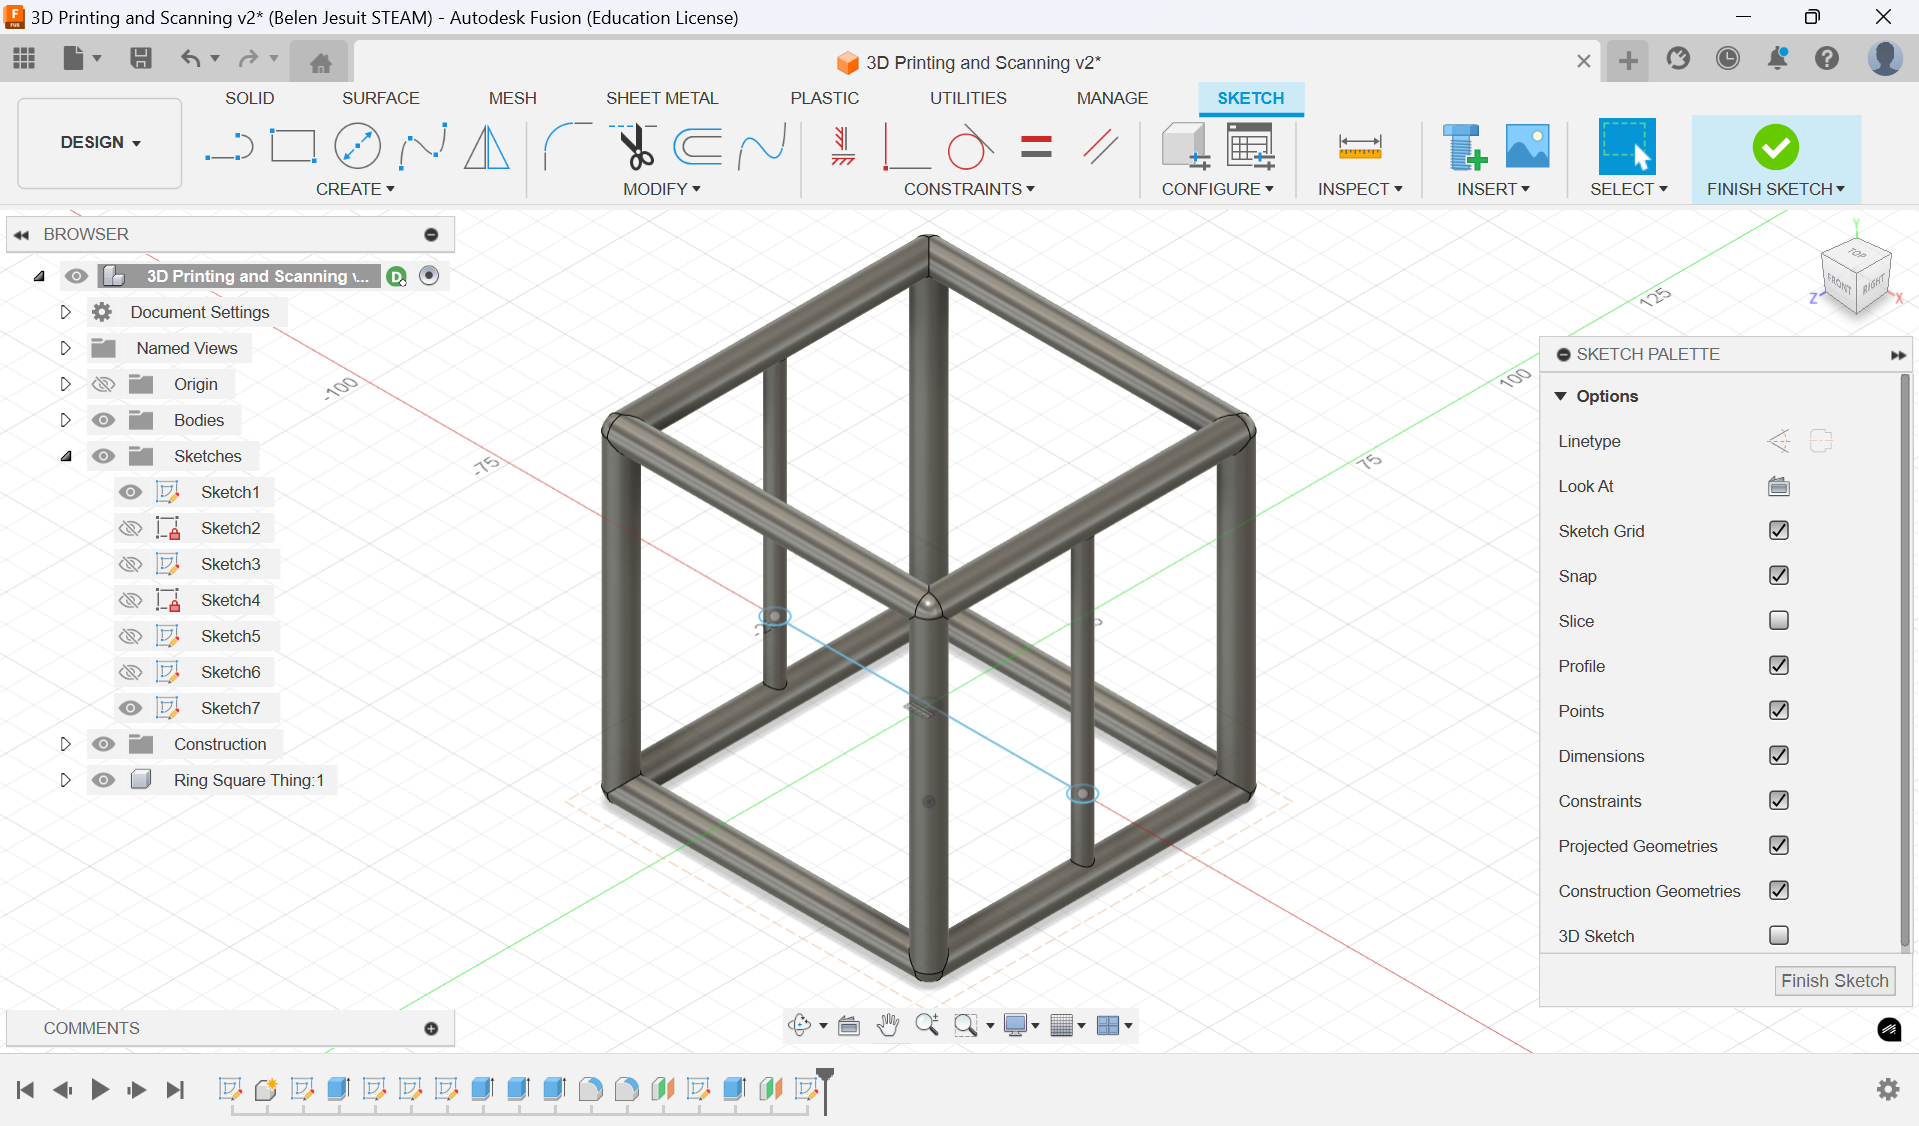 3D Printing and Scanning v2* (Belen Jesuit STEAM) - Autodesk Fusion (Education License)
3D Printing and Scanning v2*
SOLID SURFACE MESH SHEET METAL PLASTIC UTILITIES MANAGE SKETCH
DESIGN
CREATE MODIFY CONSTRAINTS CONFIGURE INSPECT INSERT SELECT FINISH SKETCH
BROWSER
3D Printing and Scanning v...
D
Document Settings
Named Views
Origin
Bodies
Sketches
Sketch1
Sketch2
Sketch3
Sketch4
Sketch5
Sketch6
Sketch7
Construction
Ring Square Thing:1
-100
-75
75
100
125
Y
TOP
FRONT
RIGHT
Z
X
SKETCH PALETTE
Options
Linetype
Look At
Sketch Grid
Snap
Slice
Profile
Points
Dimensions
Constraints
Projected Geometries
Construction Geometries
3D Sketch
Finish Sketch
COMMENTS